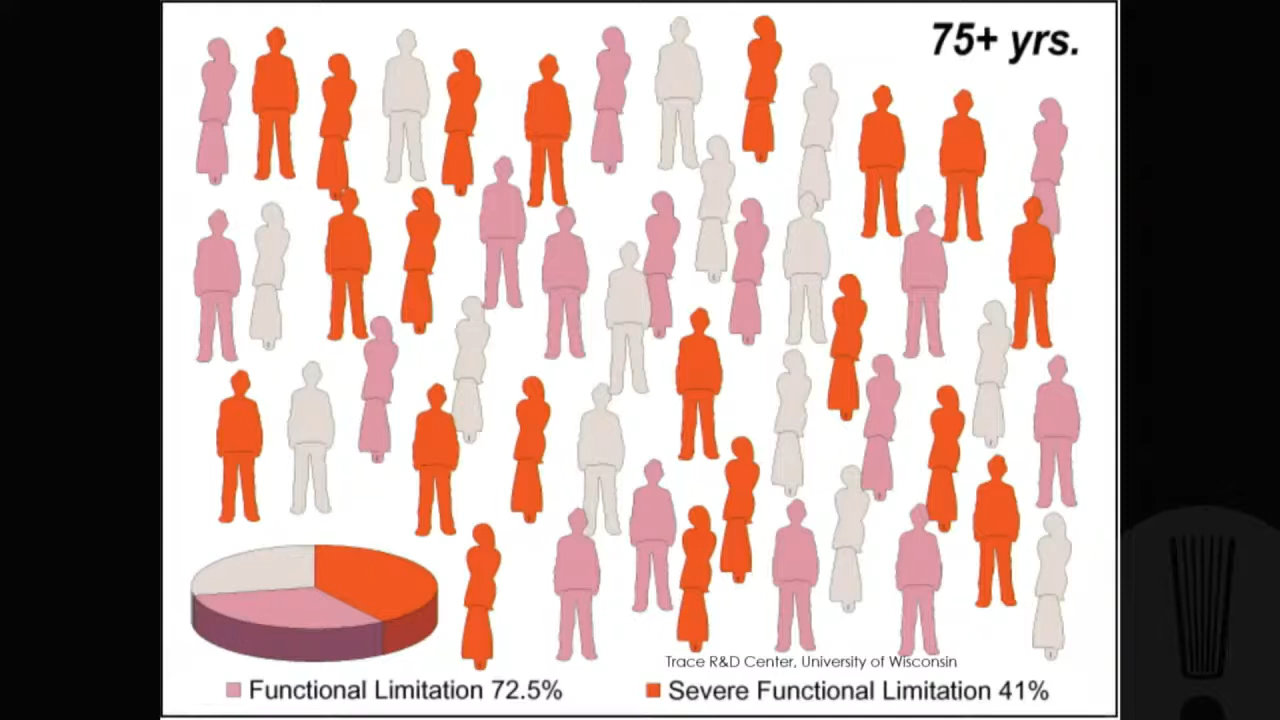 75+ yrs.
Trace R&D Center, University of Wisconsin
Functional Limitation 72.5%
Severe Functional Limitation 41%